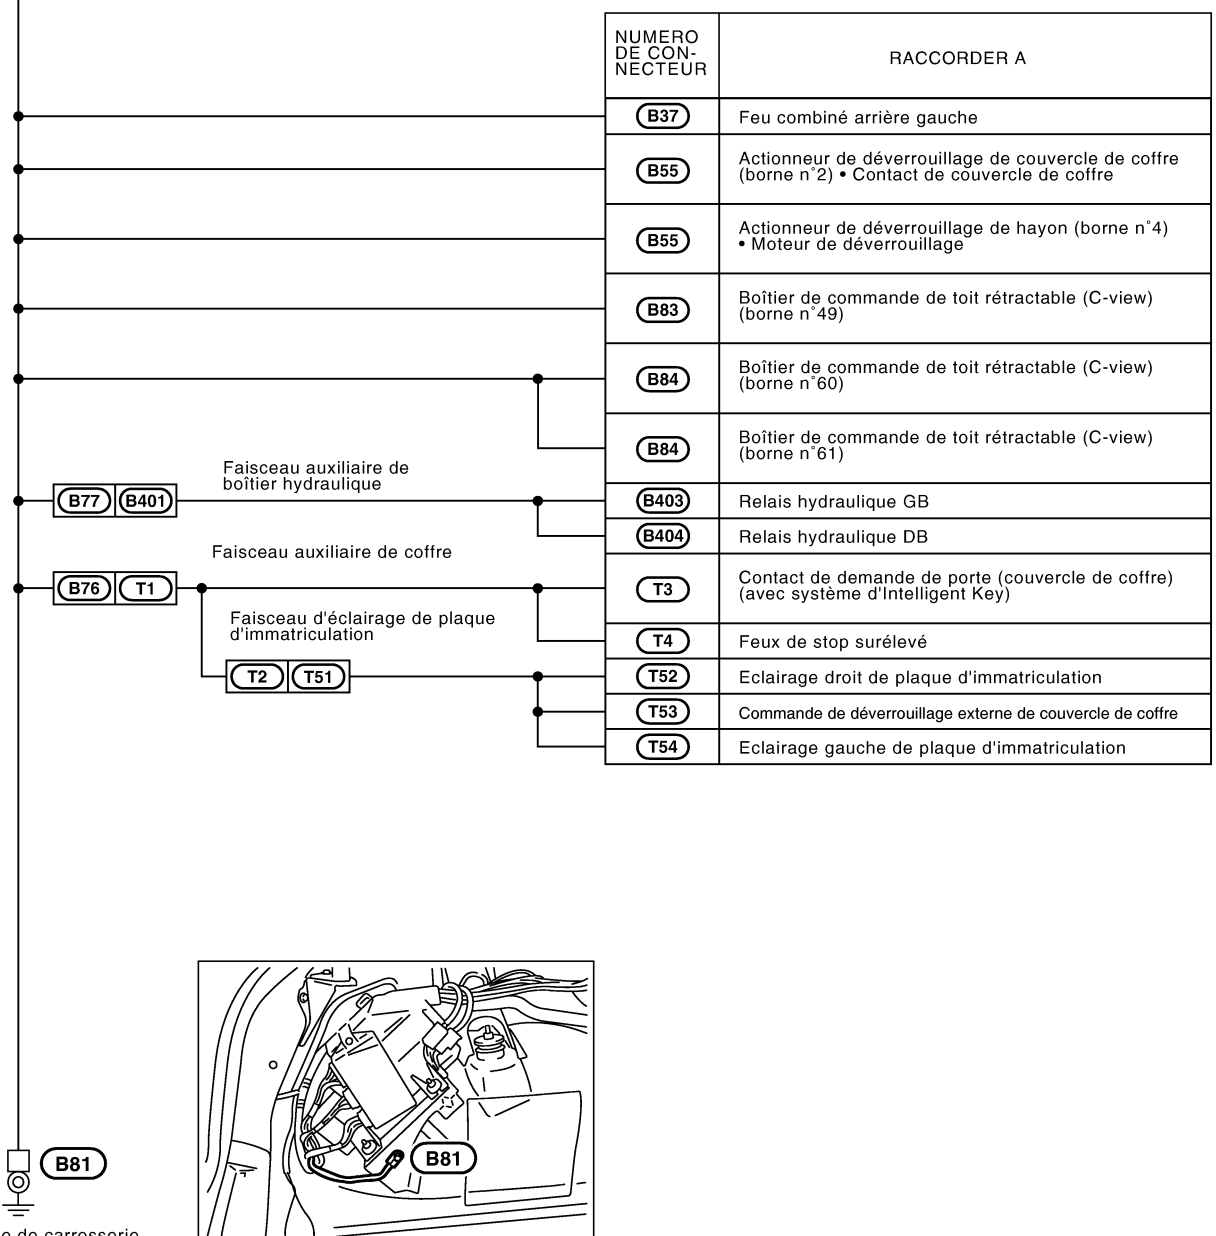 NUMERO
DE CON-
NECTEUR
RACCORDER A
B37
Feu combiné arrière gauche
B55
Actionneur de déverrouillage de couvercle de coffre
(borne n°2) • Contact de couvercle de coffre
B55
Actionneur de déverrouillage de hayon (borne n°4)
• Moteur de déverrouillage
B83
Boîtier de commande de toit rétractable (C-view)
(borne n°49)
B84
Boîtier de commande de toit rétractable (C-view)
(borne n°60)
B84
Boîtier de commande de toit rétractable (C-view)
(borne n°61)
Faisceau auxiliaire de
boîtier hydraulique
B77 B401
B403
Relais hydraulique GB
B404
Relais hydraulique DB
Faisceau auxiliaire de coffre
B76 T1
T3
Contact de demande de porte (couvercle de coffre)
(avec système d'Intelligent Key)
Faisceau d'éclairage de plaque
d'immatriculation
T4
Feux de stop surélevé
T2 T51
T52
Eclairage droit de plaque d'immatriculation
T53
Commande de déverrouillage externe de couvercle de coffre
T54
Eclairage gauche de plaque d'immatriculation
B81
B81
e de carrosserie